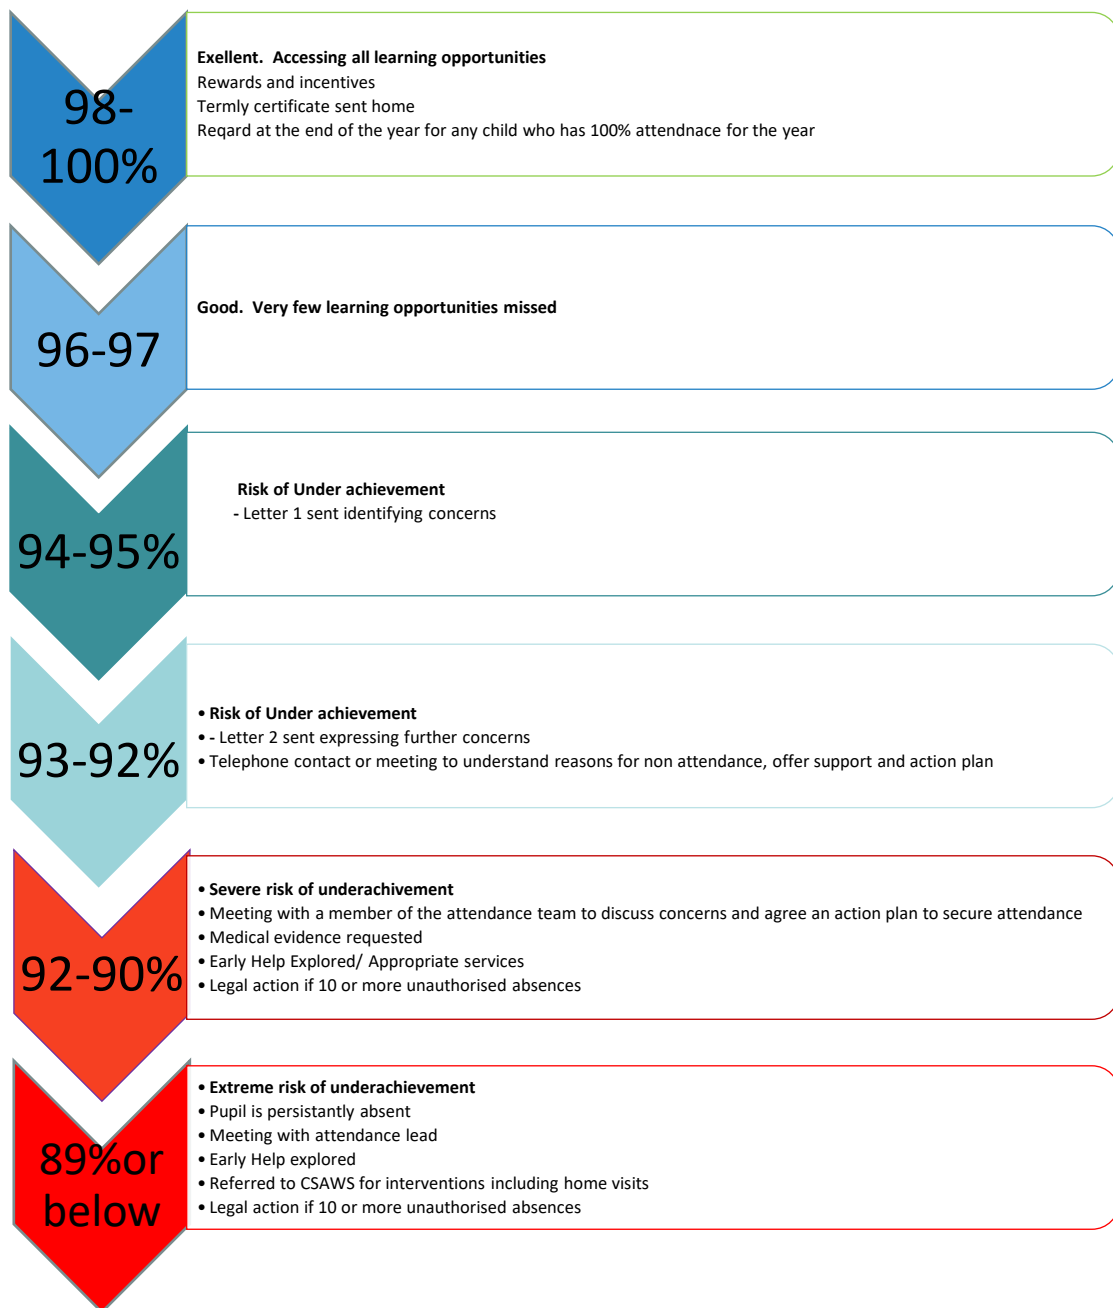 98-
100%
Exellent.  Accessing all learning opportunities
Rewards and incentives
Termly certificate sent home
Reqard at the end of the year for any child who has 100% attendnace for the year
96-97
Good.  Very few learning opportunities missed
94-95%
Risk of Under achievement
- Letter 1 sent identifying concerns
93-92%
• Risk of Under achievement
• - Letter 2 sent expressing further concerns
• Telephone contact or meeting to understand reasons for non attendance, offer support and action plan
92-90%
• Severe risk of underachivement
• Meeting with a member of the attendance team to discuss concerns and agree an action plan to secure attendance
• Medical evidence requested
• Early Help Explored/ Appropriate services
• Legal action if 10 or more unauthorised absences
89%or
below
• Extreme risk of underachievement
• Pupil is persistantly absent
• Meeting with attendance lead
• Early Help explored
• Referred to CSAWS for interventions including home visits
• Legal action if 10 or more unauthorised absences